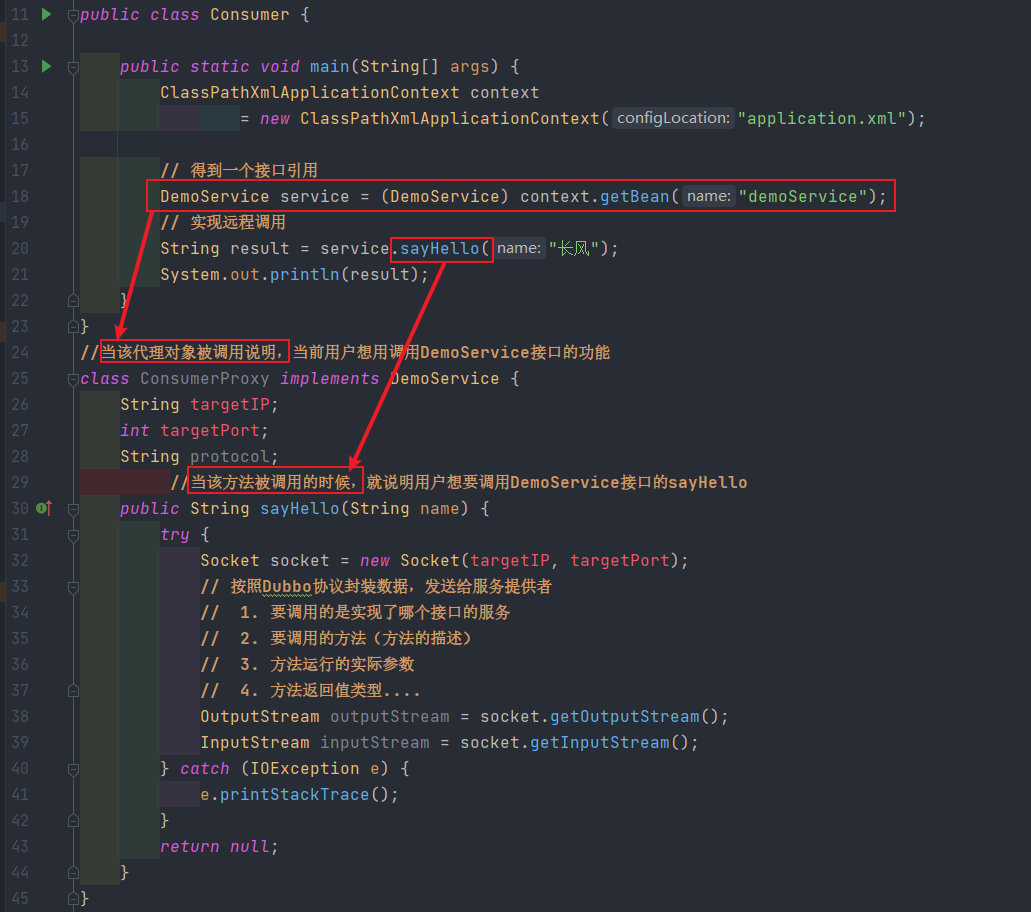 11 public class Consumer {
12
13 public static void main(String[] args) {
14 ClassPathXmlApplicationContext context
15 = new ClassPathXmlApplicationContext( configLocation: "application.xml");
16
17 // 得到一个接口引用
18 DemoService service = (DemoService) context.getBean( name: "demoService");
19 // 实现远程调用
20 String result = service.sayHello( name: "长风");
21 System.out.println(result);
22 }
23 }
24 //当该代理对象被调用说明，当前用户想用调用DemoService接口的功能
25 class ConsumerProxy implements DemoService {
26 String targetIP;
27 int targetPort;
28 String protocol;
29 //当该方法被调用的时候，就说明用户想要调用DemoService接口的sayHello
30 public String sayHello(String name) {
31 try {
32 Socket socket = new Socket(targetIP, targetPort);
33 // 按照Dubbo协议封装数据，发送给服务提供者
34 // 1. 要调用的是实现了哪个接口的服务
35 // 2. 要调用的方法（方法的描述）
36 // 3. 方法运行的实际参数
37 // 4. 方法返回值类型....
38 OutputStream outputStream = socket.getOutputStream();
39 InputStream inputStream = socket.getInputStream();
40 } catch (IOException e) {
41 e.printStackTrace();
42 }
43 return null;
44 }
45 }